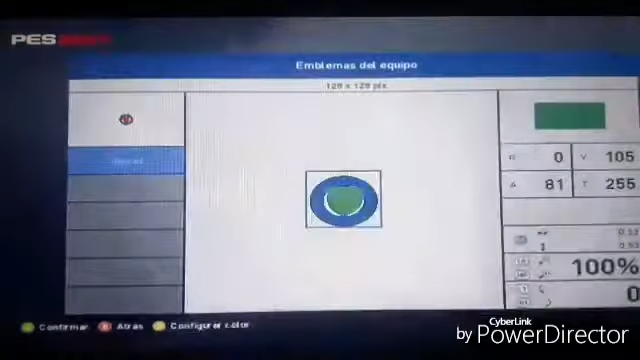 PES
Emblemas del equipo
128 x 128 pix
R 0 V 105
A 81 T 255
100%
0
Confirmar Atrás Configurar color
CyberLink
by PowerDirector